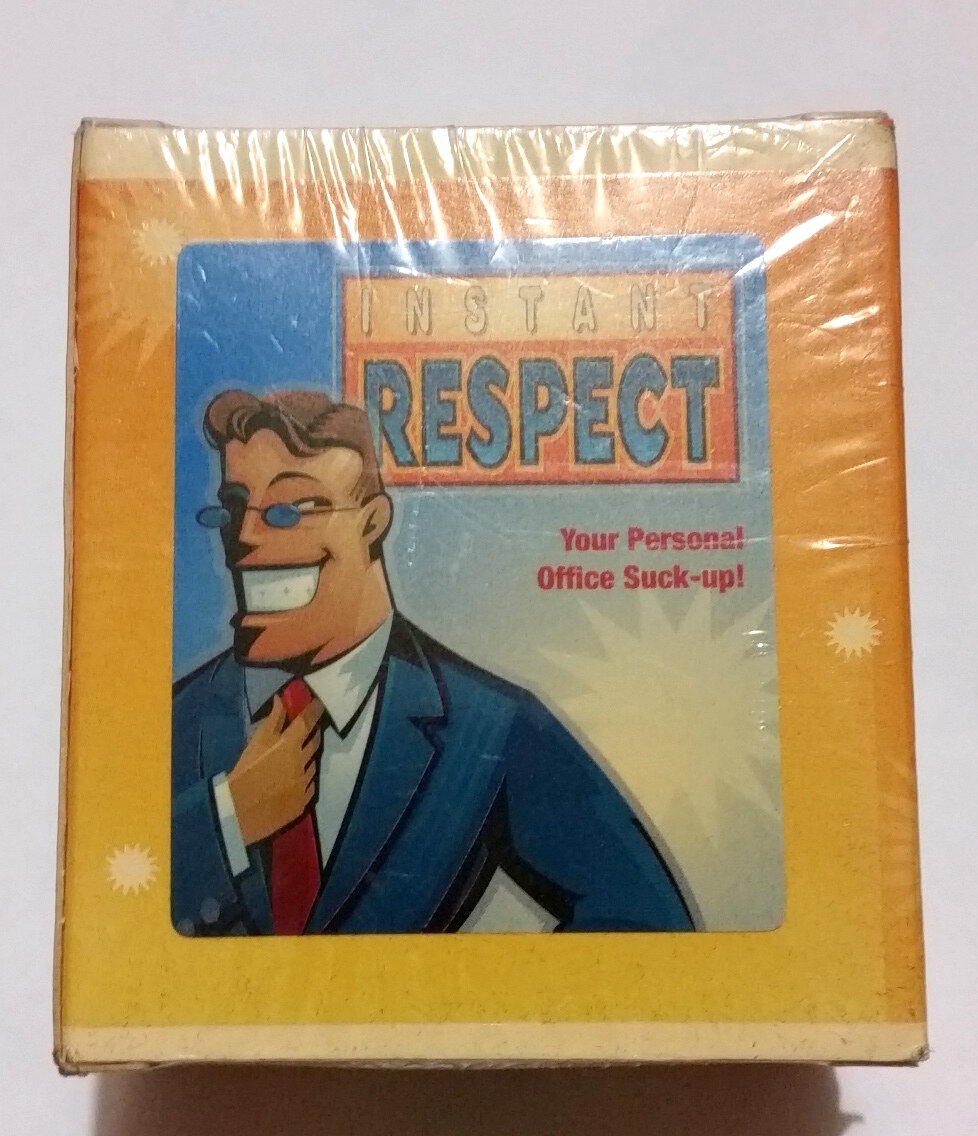 INSTANT
RESPECT
Your Personal
Office Suck-up!